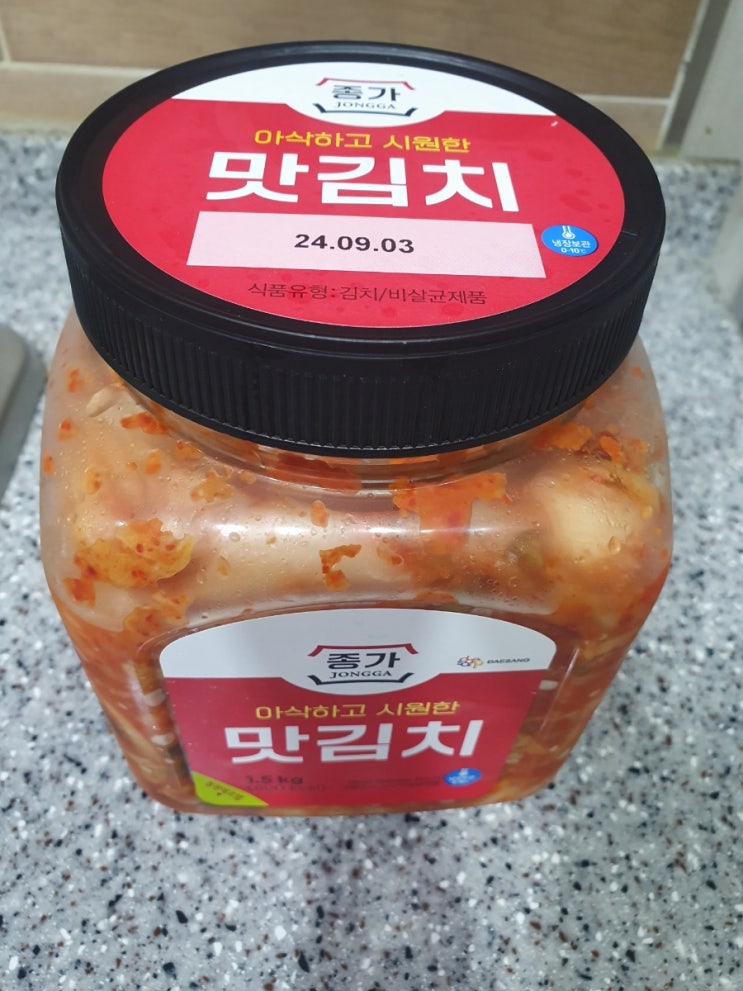 종가
JONGGA
아삭하고 시원한
맛김치
24.09.03
냉장보관
0-10℃
식품유형:김치/비살균제품
종가
JONGGA
DAESANG
아삭하고 시원한
맛김치
1.5 kg